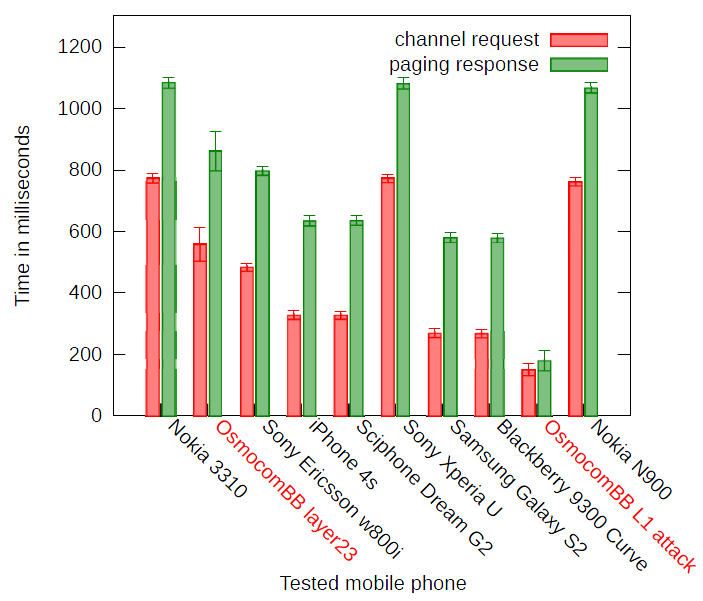 channel request
paging response
1200
1000
800
600
400
200
0
Time in milliseconds
Nokia 3310
OsmocomBB layer23
Sony Ericsson w800i
iPhone 4s
Sciphone Dream G2
Sony Xperia U
Samsung Galaxy S2
Blackberry 9300 Curve
OsmocomBB L1 attack
Nokia N900
Tested mobile phone